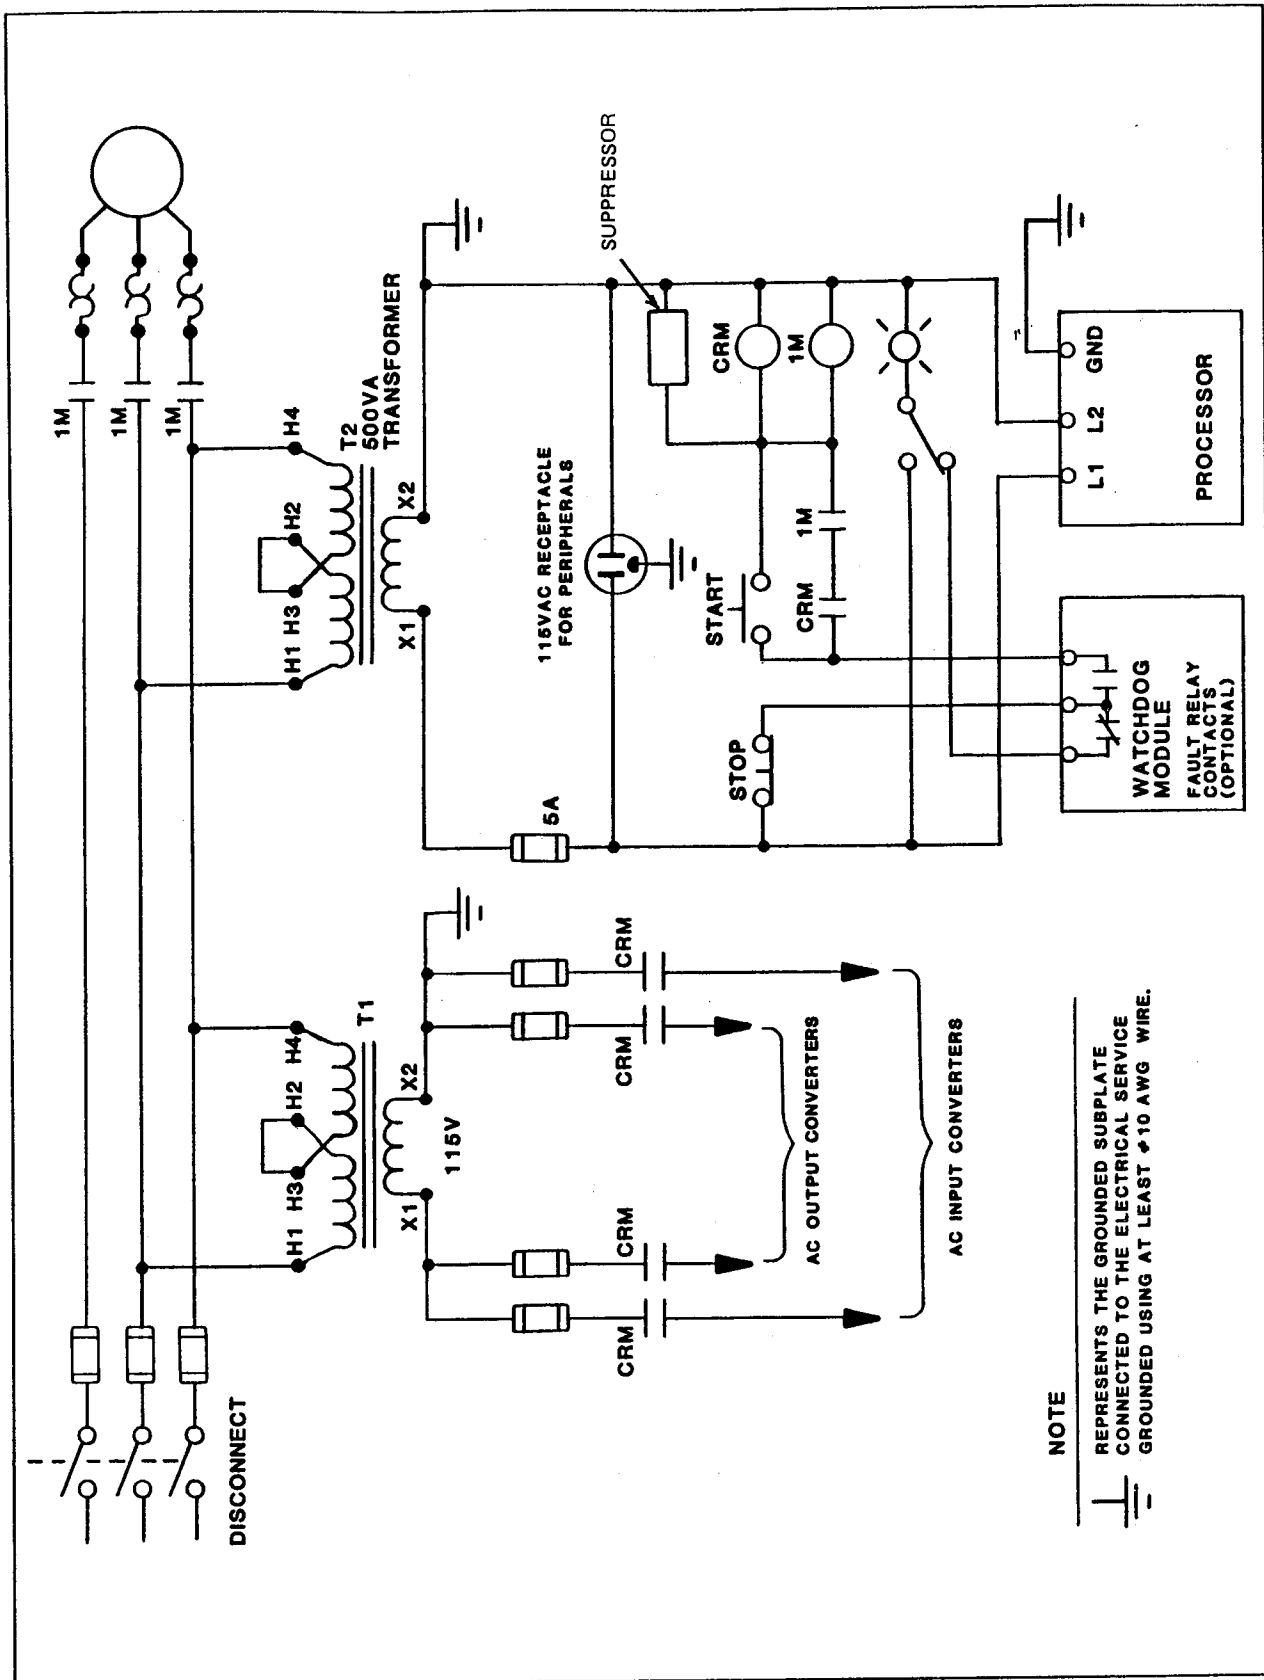 DISCONNECT
1M
1M
1M
H1 H3 H2 H4
T1
X1
X2
115V
CRM
CRM
CRM
CRM
AC OUTPUT CONVERTERS
AC INPUT CONVERTERS
H1 H3 H2 H4
T2
500VA
TRANSFORMER
X1
X2
5A
115VAC RECEPTACLE
FOR PERIPHERALS
SUPPRESSOR
STOP
START
CRM
CRM
1M
1M
WATCHDOG
MODULE
FAULT RELAY
CONTACTS
(OPTIONAL)
L1
L2
GND
PROCESSOR
NOTE
REPRESENTS THE GROUNDED SUBPLATE
CONNECTED TO THE ELECTRICAL SERVICE
GROUNDED USING AT LEAST #10 AWG WIRE.